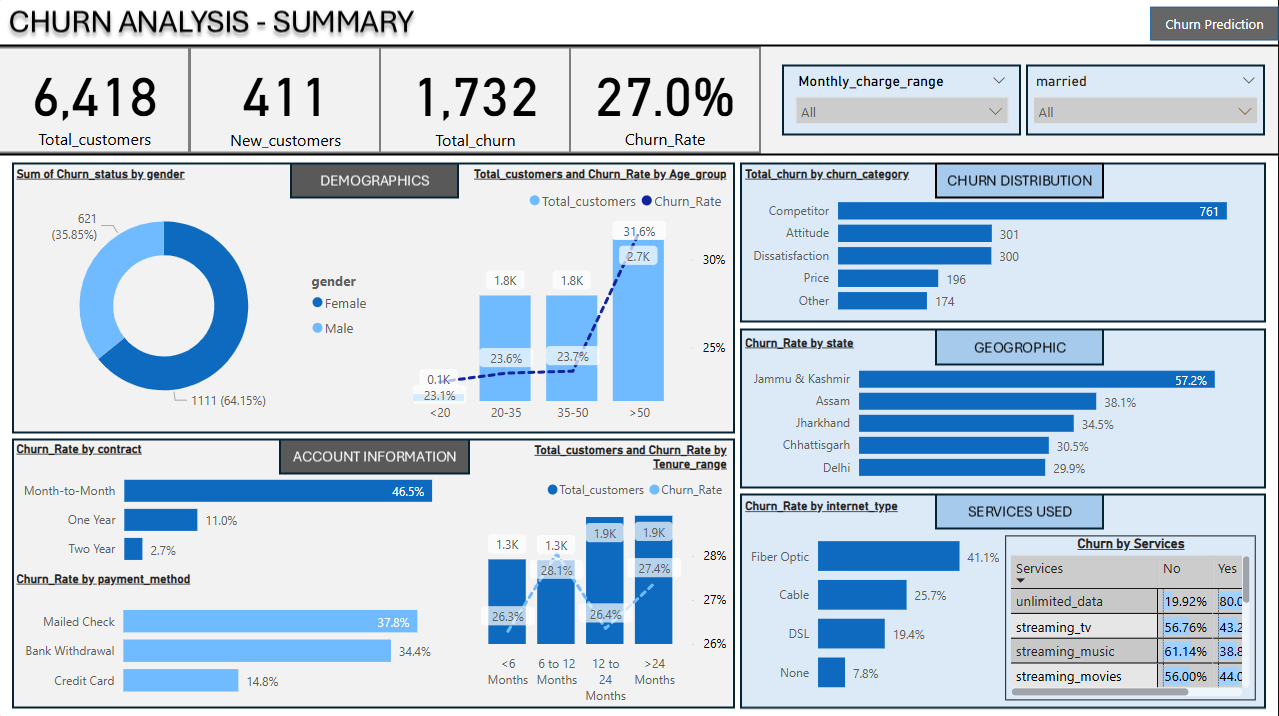 CHURN ANALYSIS - SUMMARY
Churn Prediction
6,418
Total_customers
411
New_customers
1,732
Total_churn
27.0%
Churn_Rate
Monthly_charge_range
All
married
All
Sum of Churn_status by gender
DEMOGRAPHICS
621
(35.85%)
1111 (64.15%)
gender
Female
Male
Total_customers and Churn_Rate by Age_group
Total_customers Churn_Rate
31.6%
2.7K
1.8K
1.8K
23.6%
23.7%
0.1K
23.1%
30%
25%
<20
20-35
35-50
>50
CHURN DISTRIBUTION
Total_churn by churn_category
Competitor 761
Attitude 301
Dissatisfaction 300
Price 196
Other 174
GEOGRAPHIC
Churn_Rate by state
Jammu & Kashmir 57.2%
Assam 38.1%
Jharkhand 34.5%
Chhattisgarh 30.5%
Delhi 29.9%
ACCOUNT INFORMATION
Churn_Rate by contract
Month-to-Month 46.5%
One Year 11.0%
Two Year 2.7%
Churn_Rate by payment_method
Mailed Check 37.8%
Bank Withdrawal 34.4%
Credit Card 14.8%
Total_customers and Churn_Rate by
Tenure_range
Total_customers Churn_Rate
1.3K
1.3K
1.9K
1.9K
26.3%
28.1%
26.4%
27.4%
28%
27%
26%
<6
Months
6 to 12
Months
12 to
24
Months
>24
Months
SERVICES USED
Churn_Rate by internet_type
Fiber Optic 41.1%
Cable 25.7%
DSL 19.4%
None 7.8%
Churn by Services
Services No Yes
unlimited_data 19.92% 80.0
streaming_tv 56.76% 43.2
streaming_music 61.14% 38.8
streaming_movies 56.00% 44.0